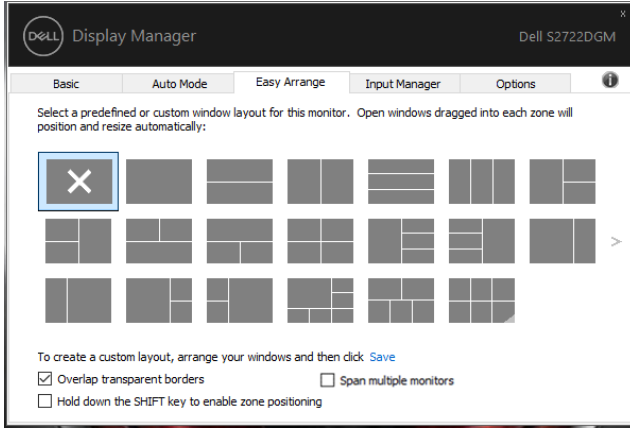 x
DELL Display Manager Dell S2722DGM
Basic Auto Mode Easy Arrange Input Manager Options i
Select a predefined or custom window layout for this monitor. Open windows dragged into each zone will
position and resize automatically:
>
To create a custom layout, arrange your windows and then click Save
Overlap transparent borders Span multiple monitors
Hold down the SHIFT key to enable zone positioning